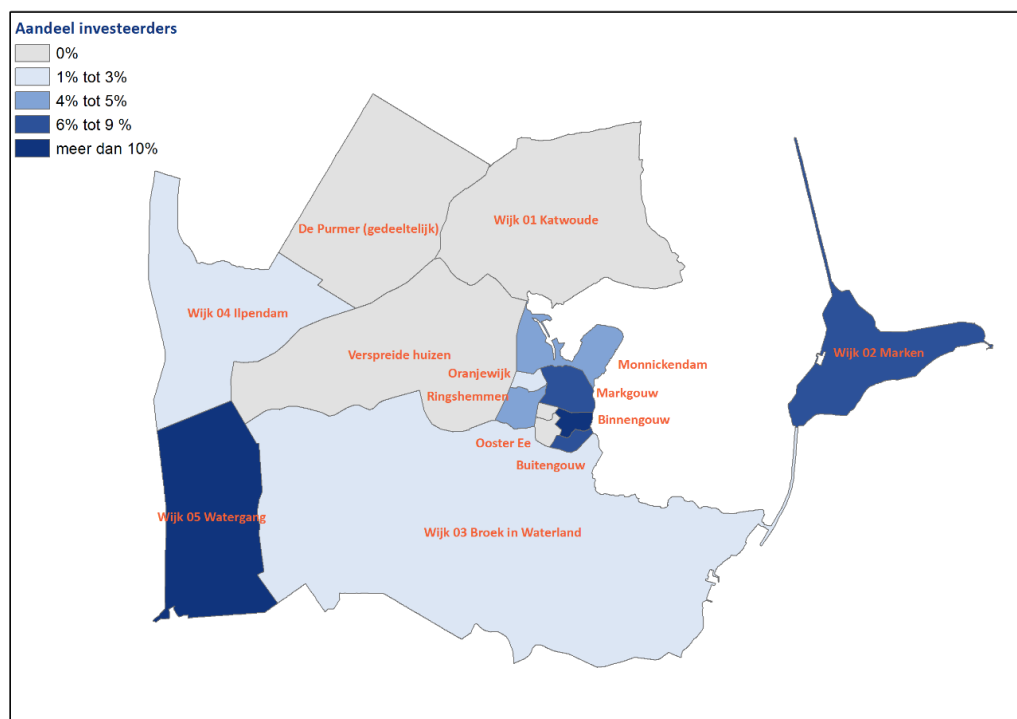 Aandeel investeerders
0%
1% tot 3%
4% tot 5%
6% tot 9 %
meer dan 10%
De Purmer (gedeeltelijk)
Wijk 01 Katwoude
Wijk 04 Ilpendam
Verspreide huizen
Wijk 02 Marken
Monnickendam
Oranjewijk
Ringshemmen
Markgouw
Binnengouw
Ooster Ee
Buitengouw
Wijk 05 Watergang
Wijk 03 Broek in Waterland